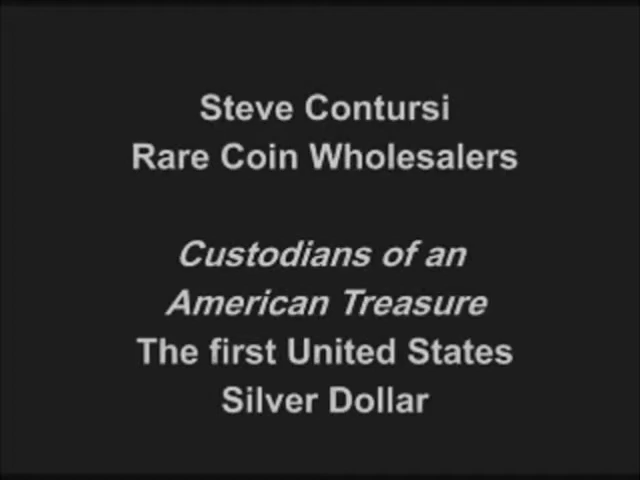 Steve Contursi
Rare Coin Wholesalers
Custodians of an
American Treasure
The first United States
Silver Dollar